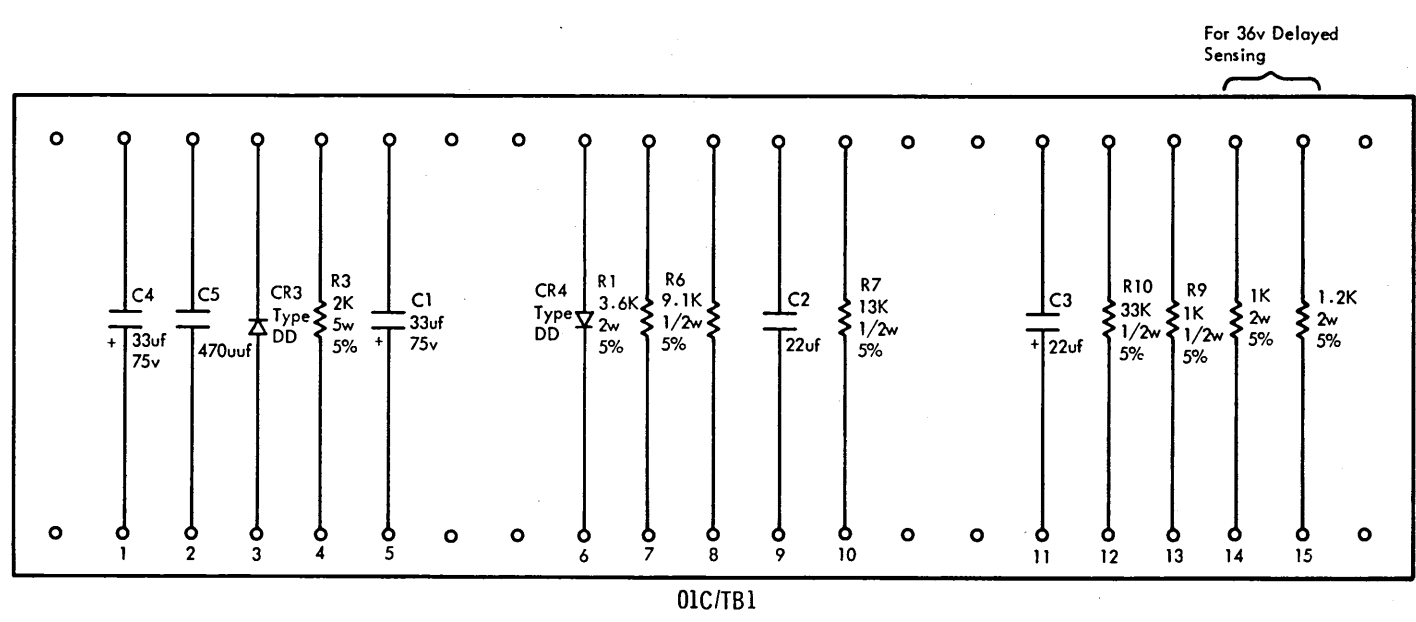 For 36v Delayed
Sensing
C4
+ 33uf
75v
C5
470uuf
CR3
Type
DD
R3
2K
5w
5%
C1
33uf
+ 75v
CR4
Type
DD
R1
3.6K
2w
5%
R6
9.1K
1/2w
5%
C2
22uf
R7
13K
1/2w
5%
C3
+ 22uf
R10
33K
1/2w
5%
R9
1K
1/2w
5%
1K
2w
5%
1.2K
2w
5%
1 2 3 4 5 6 7 8 9 10 11 12 13 14 15
01C/TB1